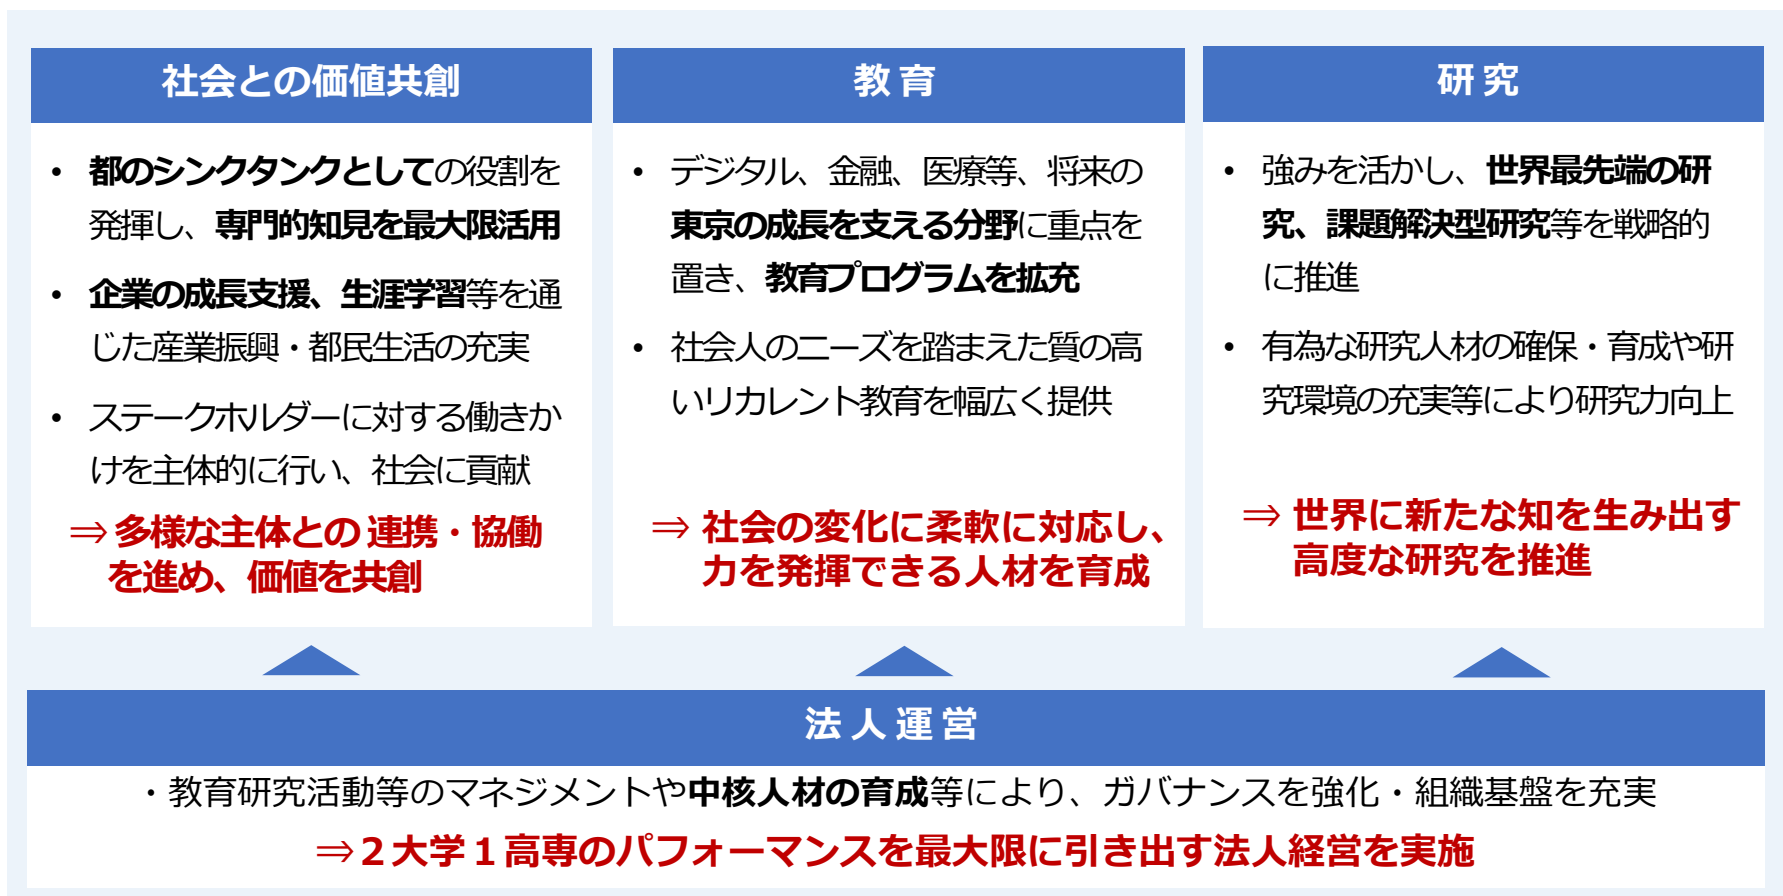 社会との価値共創
• 都のシンクタンクとしての役割を
発揮し、専門的知見を最大限活用
• 企業の成長支援、生涯学習等を通
じた産業振興・都民生活の充実
• ステークホルダーに対する働きか
けを主体的に行い、社会に貢献
⇒ 多様な主体との 連携・協働
を進め、価値を共創
教 育
• デジタル、金融、医療等、将来の
東京の成長を支える分野に重点を
置き、教育プログラムを拡充
• 社会人のニーズを踏まえた質の高
いリカレント教育を幅広く提供
⇒ 社会の変化に柔軟に対応し、
力を発揮できる人材を育成
研 究
• 強みを活かし、世界最先端の研
究、課題解決型研究等を戦略的
に推進
• 有為な研究人材の確保・育成や研
究環境の充実等により研究力向上
⇒ 世界に新たな知を生み出す
高度な研究を推進
法 人 運 営
・教育研究活動等のマネジメントや中核人材の育成等により、ガバナンスを強化・組織基盤を充実
⇒２大学１高専のパフォーマンスを最大限に引き出す法人経営を実施